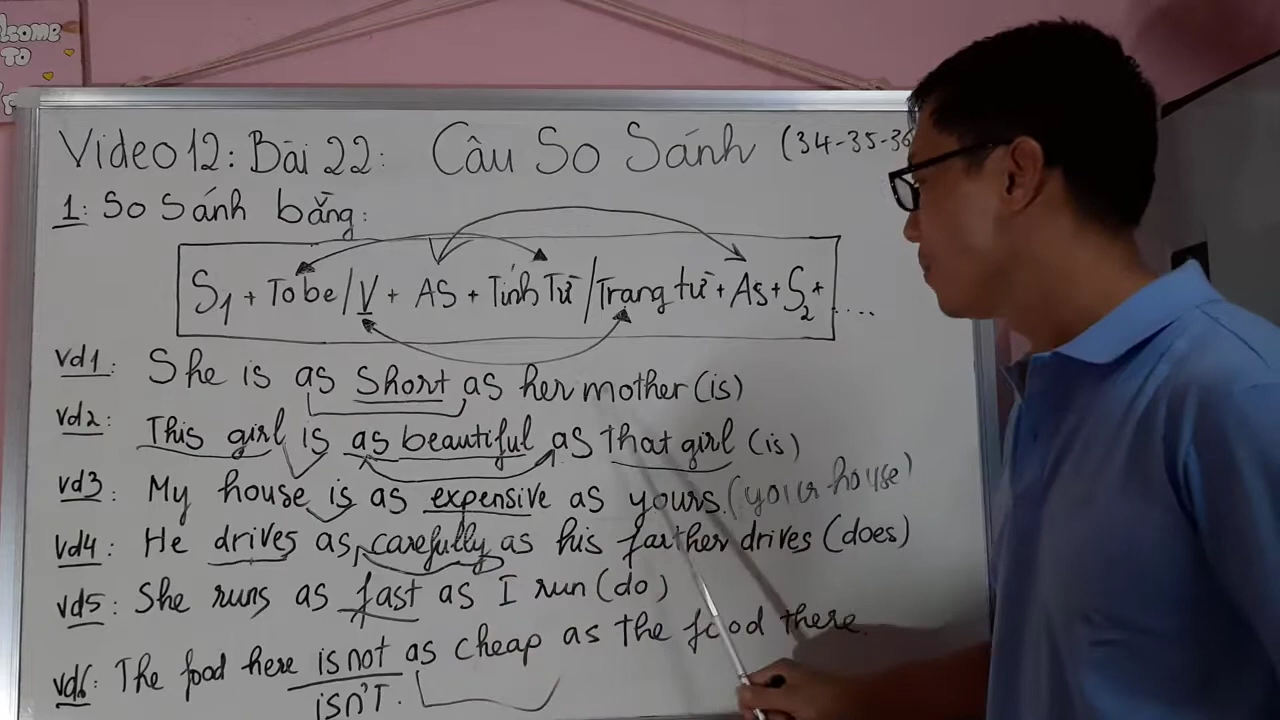 Welcome
TO
Video 12: Bài 22: Câu So Sánh (34-35-36
1: So Sánh bằng:
S1 + Tobe/V + AS + Tính Từ/Trạng từ + As + S2 + ....
Vd1: She is as short as her mother (is)
Vd2: This girl is as beautiful as that girl (is)
Vd3: My house is as expensive as yours. (your house)
Vd4: He drives as carefully as his farther drives (does)
Vd5: She runs as fast as I run (do)
Vd6: The food here is not as cheap as the food there.
isn'T.